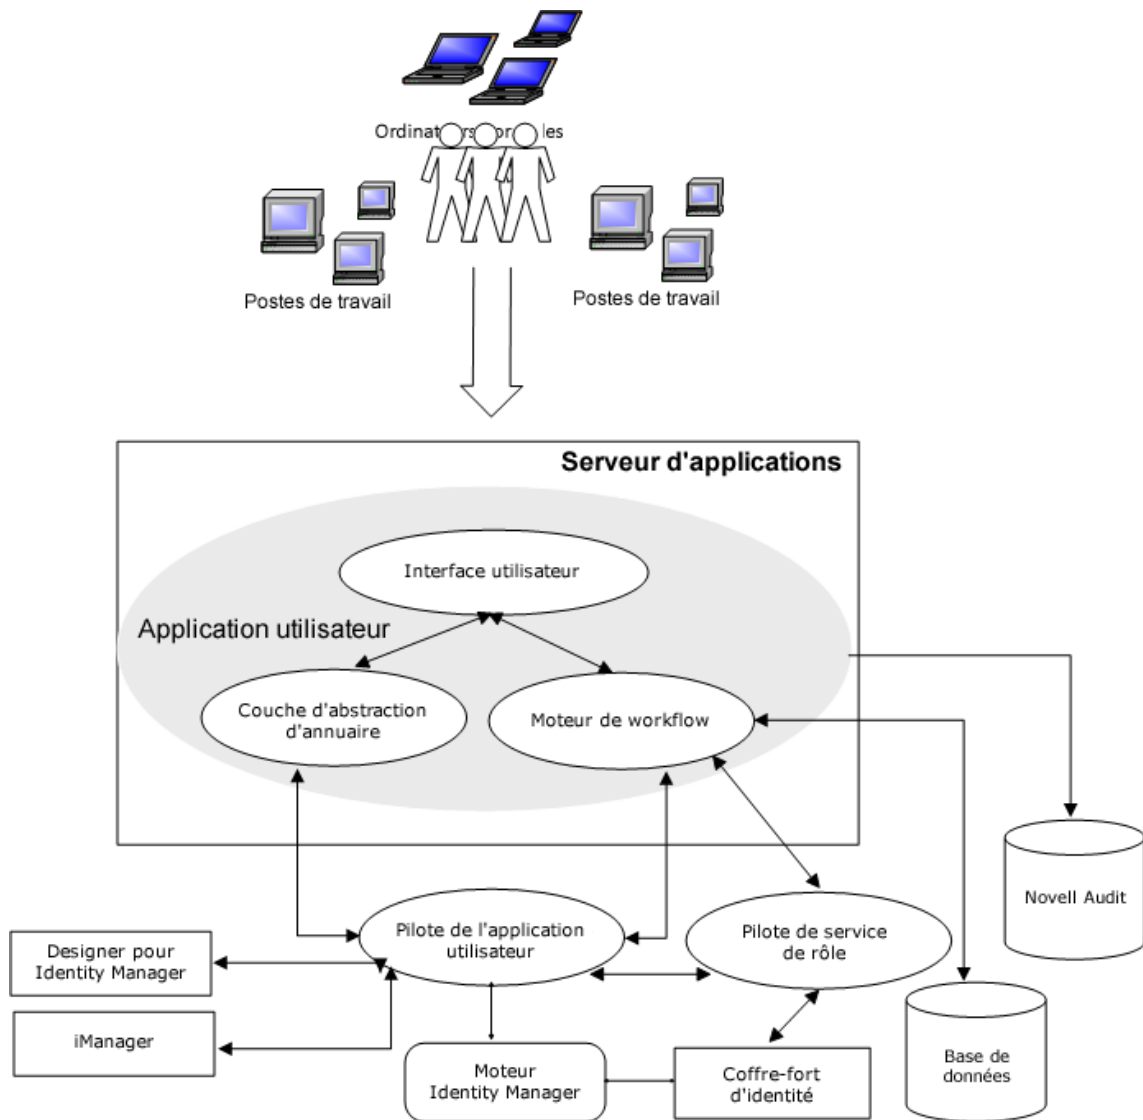 Postes de travail
Postes de travail
Serveur d'applications
Interface utilisateur
Application utilisateur
Couche d'abstraction
d'annuaire
Moteur de workflow
Novell Audit
Pilote de l'application
utilisateur
Pilote de service
de rôle
Designer pour
Identity Manager
iManager
Moteur
Identity Manager
Coffre-fort
d'identité
Base de
données